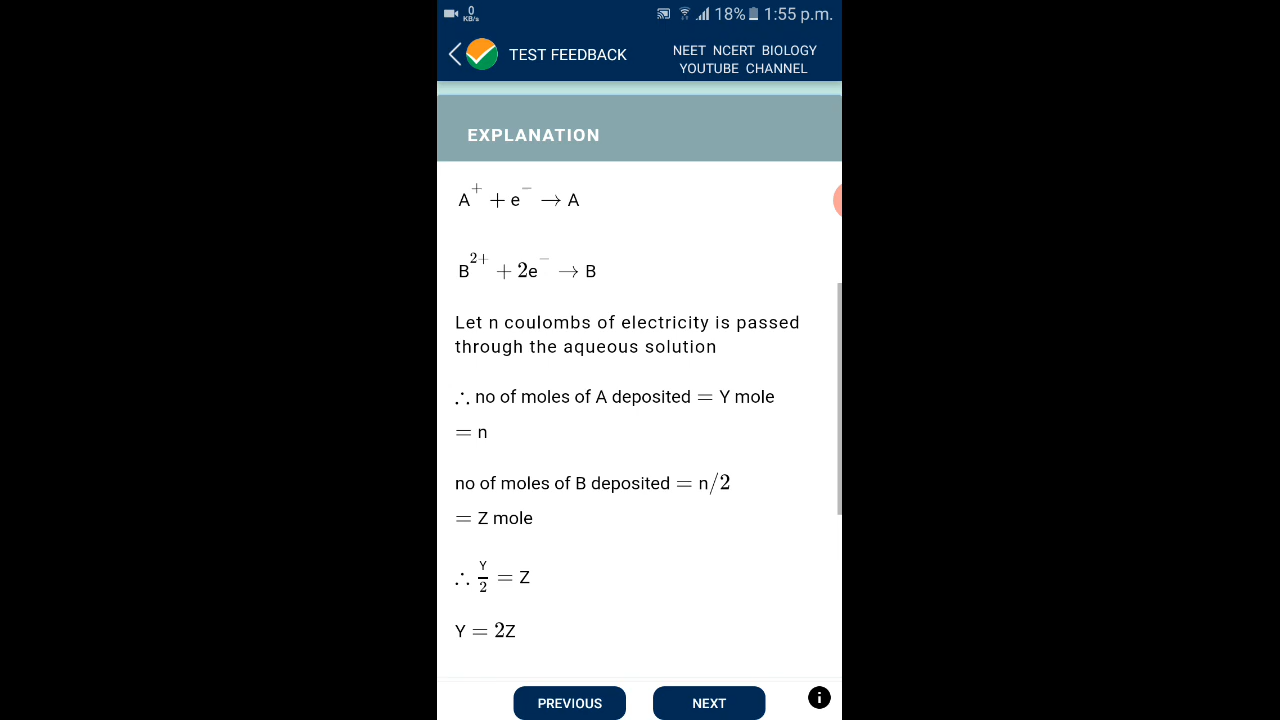 0 KB/s 18% 1:55 p.m.
TEST FEEDBACK
NEET NCERT BIOLOGY
YOUTUBE CHANNEL
EXPLANATION
A⁺ + e⁻ → A
B²⁺ + 2e⁻ → B
Let n coulombs of electricity is passed
through the aqueous solution
∴ no of moles of A deposited = Y mole
= n
no of moles of B deposited = n/2
= Z mole
∴ Y/2 = Z
Y = 2Z
PREVIOUS NEXT i